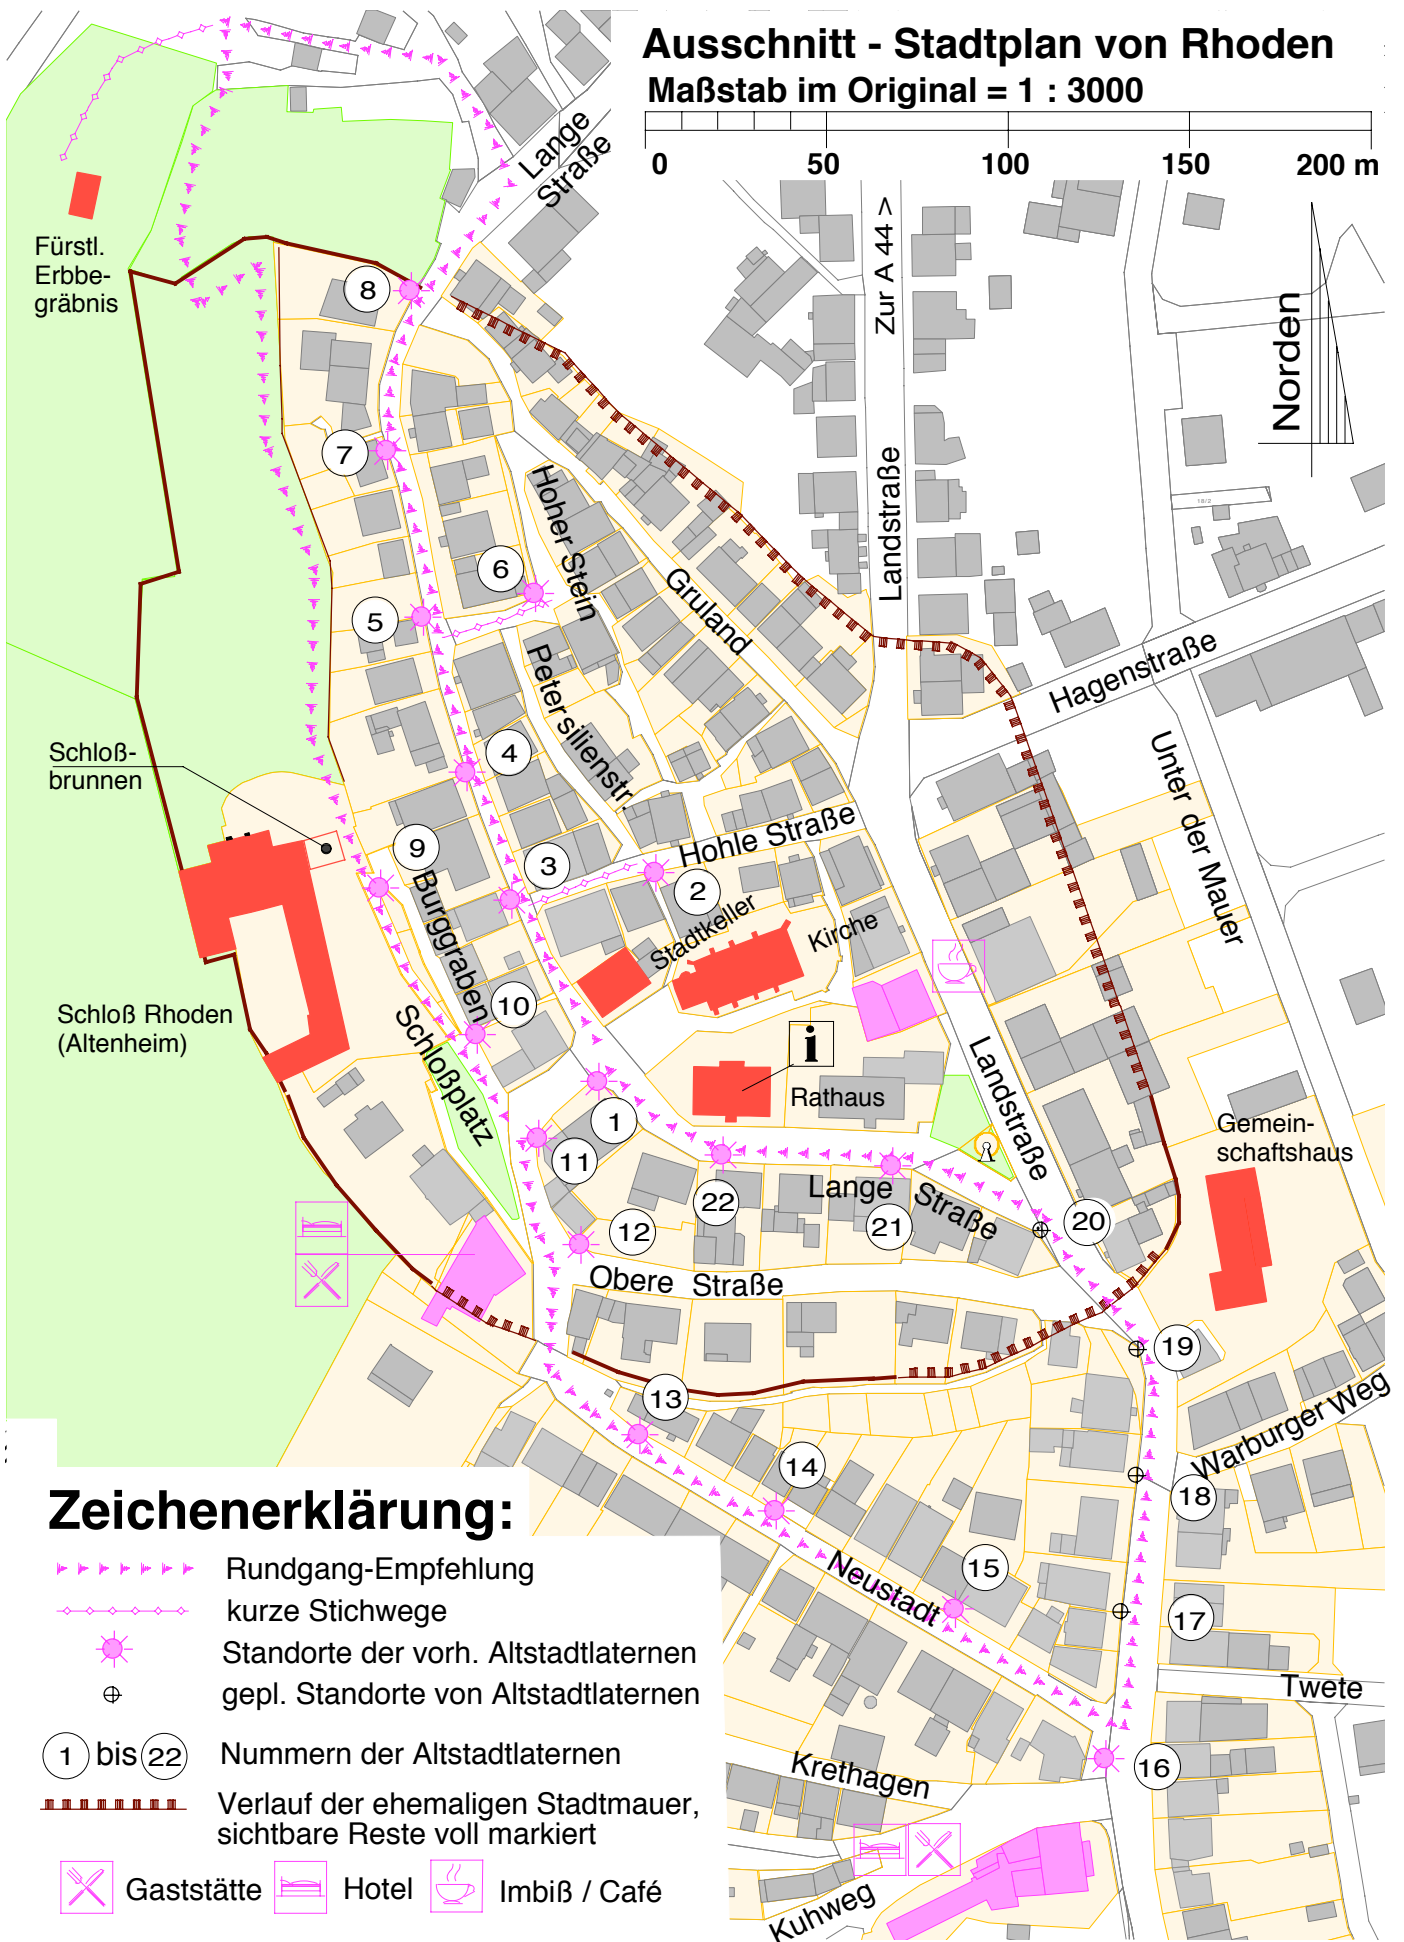 Ausschnitt - Stadtplan von Rhoden
Maßstab im Original = 1 : 3000
0 50 100 150 200 m
Lange
Straße
Zur A 44 >
Norden
Fürstl.
Erbbe-
gräbnis
8
7
Landstraße
18/2
Hoher Stein
6
5
Gruland
Hagenstraße
Petersilienstr.
4
Unter der Mauer
Schloß-
brunnen
9
3
Hohle Straße
2
Burggraben
Stadtkeller
Kirche
10
Schloß Rhoden
(Altenheim)
Schloßplatz
i
Rathaus
Landstraße
1
Gemein-
schaftshaus
11
Lange Straße
22
12
21
20
Obere Straße
19
13
Warburger Weg
14
18
15
Neustadt
17
Twete
16
Krethagen
Kuhweg
Zeichenerklärung:
Rundgang-Empfehlung
kurze Stichwege
Standorte der vorh. Altstadtlaternen
gepl. Standorte von Altstadtlaternen
1 bis 22 Nummern der Altstadtlaternen
Verlauf der ehemaligen Stadtmauer,
sichtbare Reste voll markiert
Gaststätte Hotel Imbiß / Café